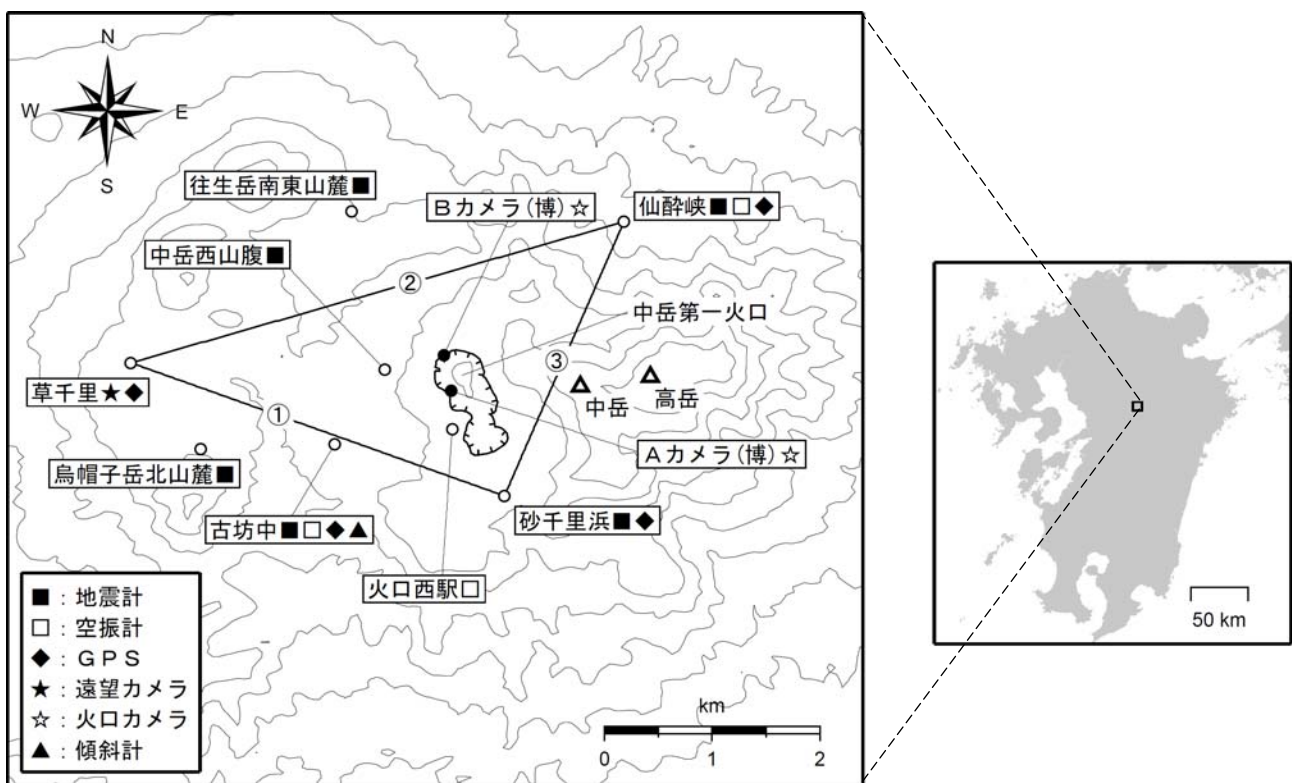 N
W
E
S
往生岳南東山麓■
Bカメラ(博)☆
仙酔峡■□◆
中岳西山腹■
②
中岳第一火口
③
草千里★◆
中岳
高岳
①
烏帽子岳北山麓■
Aカメラ(博)☆
古坊中■□◆▲
砂千里浜■◆
火口西駅□
■:地震計
□:空振計
◆:GPS
★:遠望カメラ
☆:火口カメラ
▲:傾斜計
km
0 1 2
50 km